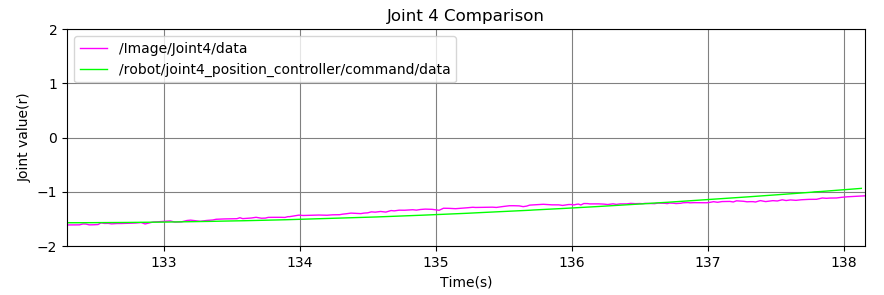 Joint 4 Comparison
/Image/Joint4/data
/robot/joint4_position_controller/command/data
Joint value(r)
2
1
0
−1
−2
133 134 135 136 137 138
Time(s)